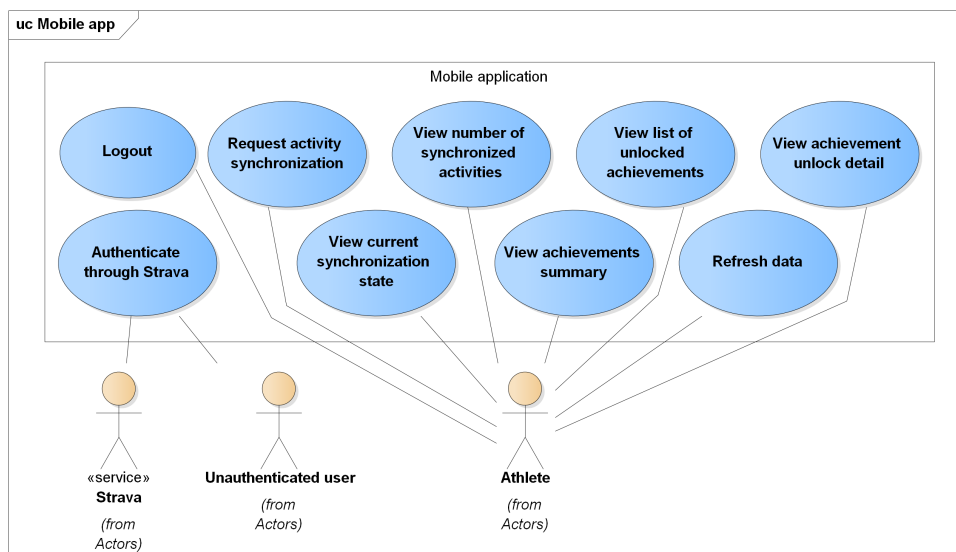 uc Mobile app
Mobile application
Logout
Request activity
synchronization
View number of
synchronized
activities
View list of
unlocked
achievements
View achievement
unlock detail
Authenticate
through Strava
View current
synchronization
state
View achievements
summary
Refresh data
«service»
Strava
(from
Actors)
Unauthenticated user
(from
Actors)
Athlete
(from
Actors)